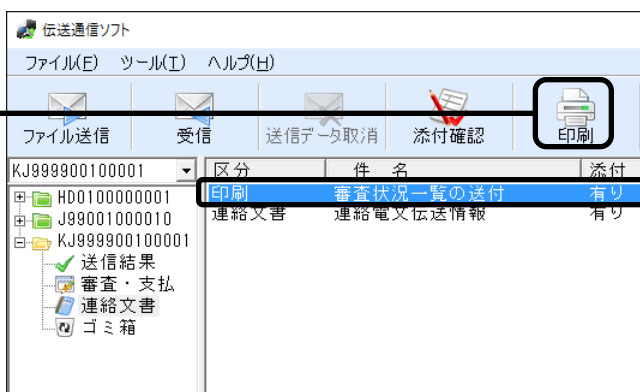 伝送通信ソフト
ファイル(F) ツール(T) ヘルプ(H)
ファイル送信 受信 送信データ取消 添付確認 印刷
KJ999900100001 区分 件 名 添付
印刷 審査状況一覧の送付 有り
連絡文書 連絡電文伝送情報 有り
HD0100000001
J99001000010
KJ999900100001
送信結果
審査・支払
連絡文書
ゴミ箱